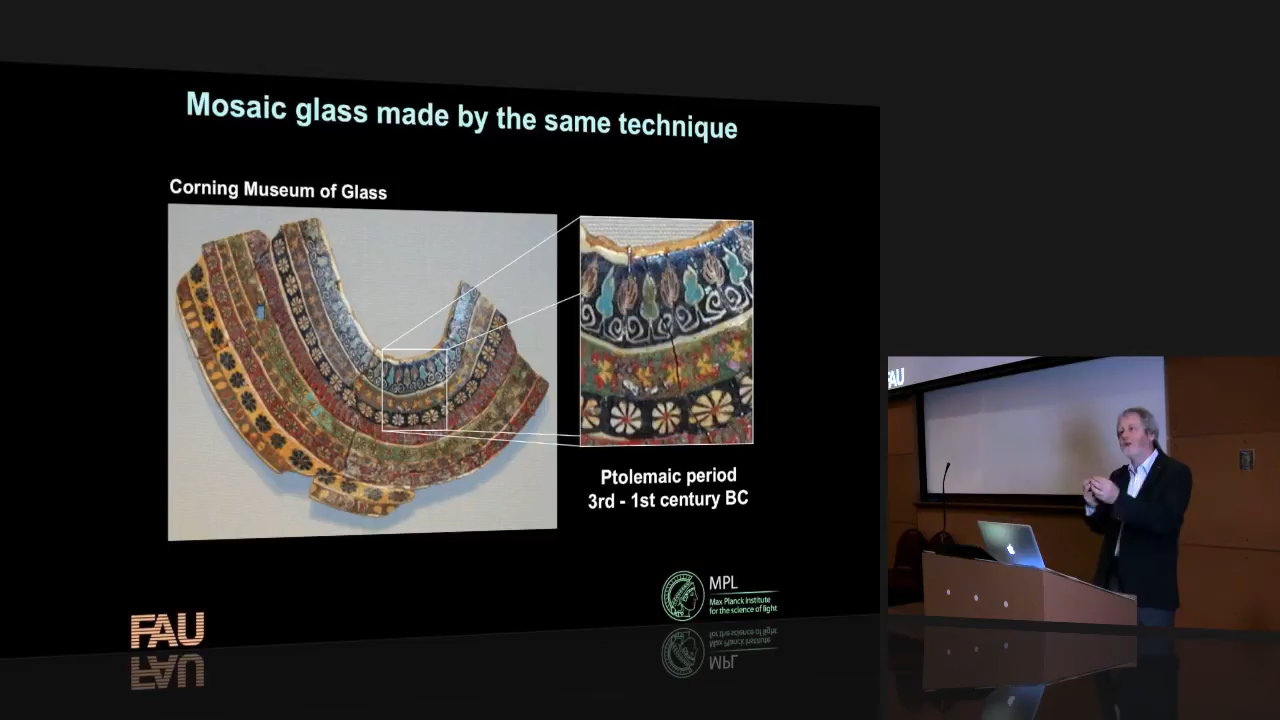 Mosaic glass made by the same technique
Corning Museum of Glass
Ptolemaic period
3rd - 1st century BC
MPL
Max Planck Institute
for the science of light
FAU
FAU